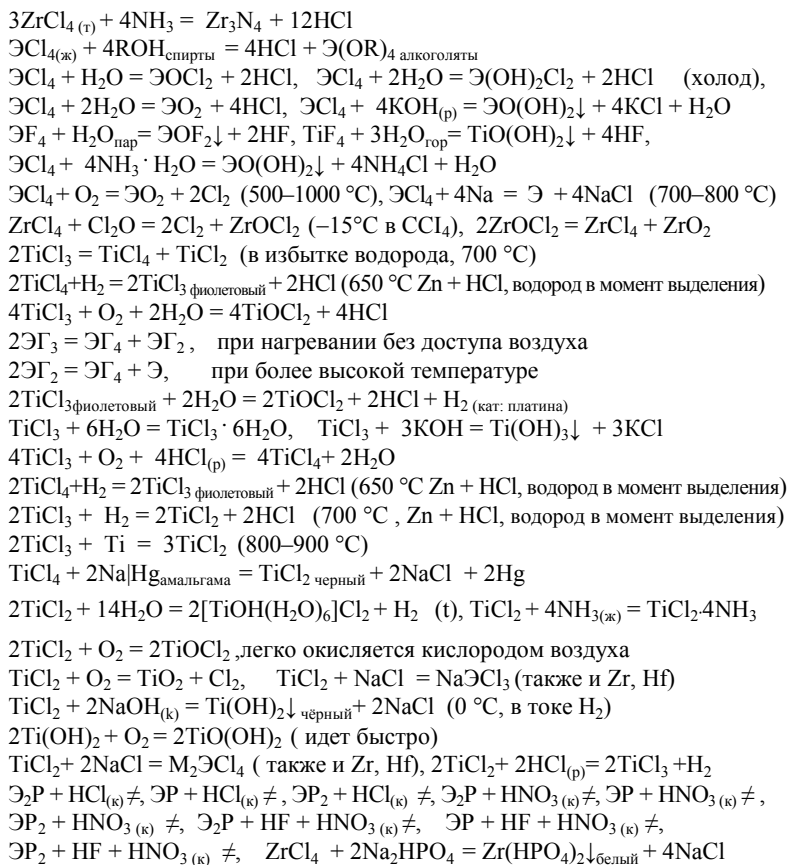 3ZrCl₄ ₍т₎ + 4NH₃ = Zr₃N₄ + 12HCl
ЭCl₄₍ж₎ + 4ROHспирты = 4HCl + Э(OR)₄ алкоголяты
ЭCl₄ + H₂O = ЭOCl₂ + 2HCl, ЭCl₄ + 2H₂O = Э(OH)₂Cl₂ + 2HCl (холод),
ЭCl₄ + 2H₂O = ЭO₂ + 4HCl, ЭCl₄ + 4KOH₍р₎ = ЭO(OH)₂↓ + 4KCl + H₂O
ЭF₄ + H₂Oпар= ЭOF₂↓ + 2HF, TiF₄ + 3H₂Oгор= TiO(OH)₂↓ + 4HF,
ЭCl₄ + 4NH₃ · H₂O = ЭO(OH)₂↓ + 4NH₄Cl + H₂O
ЭCl₄ + O₂ = ЭO₂ + 2Cl₂ (500–1000 °C), ЭCl₄ + 4Na = Э + 4NaCl (700–800 °C)
ZrCl₄ + Cl₂O = 2Cl₂ + ZrOCl₂ (−15°C в CCI₄), 2ZrOCl₂ = ZrCl₄ + ZrO₂
2TiCl₃ = TiCl₄ + TiCl₂ (в избытке водорода, 700 °C)
2TiCl₄+H₂ = 2TiCl₃ фиолетовый + 2HCl (650 °C Zn + HCl, водород в момент выделения)
4TiCl₃ + O₂ + 2H₂O = 4TiOCl₂ + 4HCl
2ЭГ₃ = ЭГ₄ + ЭГ₂ , при нагревании без доступа воздуха
2ЭГ₂ = ЭГ₄ + Э, при более высокой температуре
2TiCl₃фиолетовый + 2H₂O = 2TiOCl₂ + 2HCl + H₂ (кат: платина)
TiCl₃ + 6H₂O = TiCl₃ · 6H₂O, TiCl₃ + 3KOH = Ti(OH)₃↓ + 3KCl
4TiCl₃ + O₂ + 4HCl₍р₎ = 4TiCl₄+ 2H₂O
2TiCl₄+H₂ = 2TiCl₃ фиолетовый + 2HCl (650 °C Zn + HCl, водород в момент выделения)
2TiCl₃ + H₂ = 2TiCl₂ + 2HCl (700 °C , Zn + HCl, водород в момент выделения)
2TiCl₃ + Ti = 3TiCl₂ (800–900 °C)
TiCl₄ + 2Na|Hgамальгама = TiCl₂ черный + 2NaCl + 2Hg
2TiCl₂ + 14H₂O = 2[TiOH(H₂O)₆]Cl₂ + H₂ (t), TiCl₂ + 4NH₃₍ж₎ = TiCl₂·4NH₃
2TiCl₂ + O₂ = 2TiOCl₂ ,легко окисляется кислородом воздуха
TiCl₂ + O₂ = TiO₂ + Cl₂, TiCl₂ + NaCl = NaЭCl₃ (также и Zr, Hf)
TiCl₂ + 2NaOH₍k₎ = Ti(OH)₂↓ чёрный+ 2NaCl (0 °C, в токе H₂)
2Ti(OH)₂ + O₂ = 2TiO(OH)₂ ( идет быстро)
TiCl₂+ 2NaCl = M₂ЭCl₄ ( также и Zr, Hf), 2TiCl₂+ 2HCl₍р₎= 2TiCl₃ +H₂
Э₂P + HCl₍к₎ ≠, ЭP + HCl₍к₎ ≠ , ЭP₂ + HCl₍к₎ ≠, Э₂P + HNO₃ ₍к₎ ≠, ЭP + HNO₃ ₍к₎ ≠ ,
ЭP₂ + HNO₃ ₍к₎ ≠, Э₂P + HF + HNO₃ ₍к₎ ≠, ЭP + HF + HNO₃ ₍к₎ ≠,
ЭP₂ + HF + HNO₃ ₍к₎ ≠, ZrCl₄ + 2Na₂HPO₄ = Zr(HPO₄)₂↓белый + 4NaCl